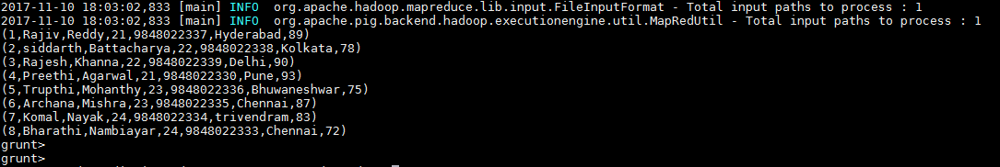 2017-11-10 18:03:02,833 [main] INFO  org.apache.hadoop.mapreduce.lib.input.FileInputFormat - Total input paths to process : 1
2017-11-10 18:03:02,833 [main] INFO  org.apache.pig.backend.hadoop.executionengine.util.MapRedUtil - Total input paths to process : 1
(1,Rajiv,Reddy,21,9848022337,Hyderabad,89)
(2,siddarth,Battacharya,22,9848022338,Kolkata,78)
(3,Rajesh,Khanna,22,9848022339,Delhi,90)
(4,Preethi,Agarwal,21,9848022330,Pune,93)
(5,Trupthi,Mohanthy,23,9848022336,Bhuwaneshwar,75)
(6,Archana,Mishra,23,9848022335,Chennai,87)
(7,Komal,Nayak,24,9848022334,trivendram,83)
(8,Bharathi,Nambiayar,24,9848022333,Chennai,72)
grunt>
grunt>